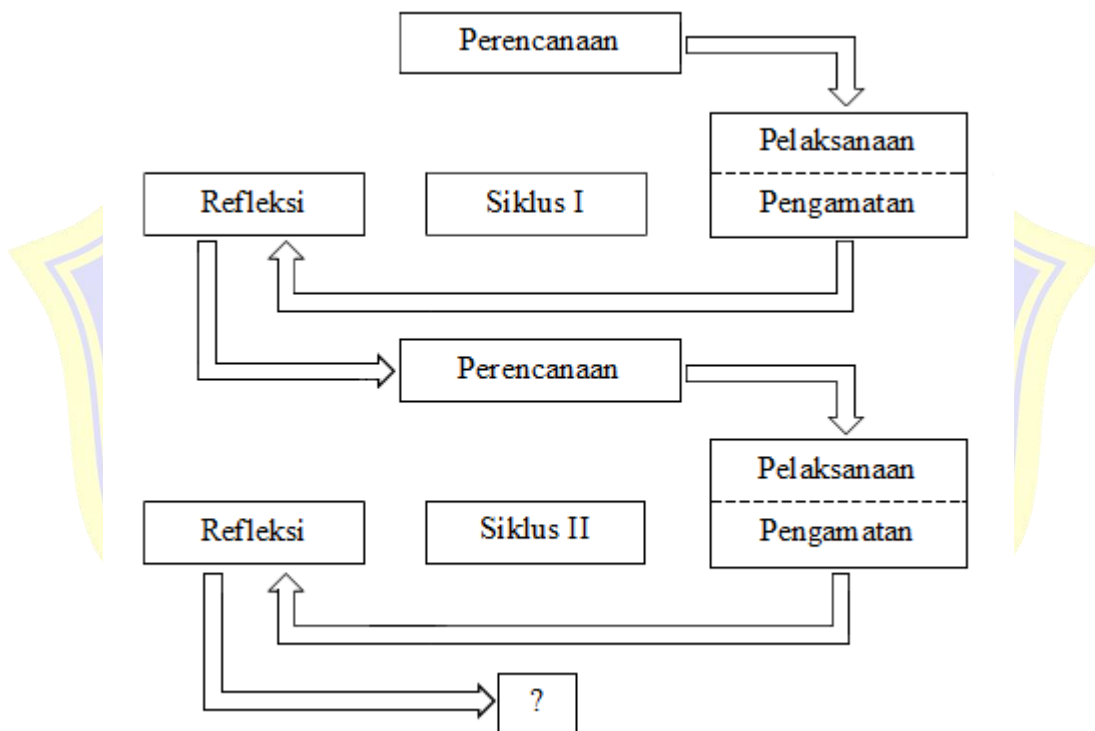 Perencanaan
Pelaksanaan
Refleksi
Siklus I
Pengamatan
Perencanaan
Pelaksanaan
Refleksi
Siklus II
Pengamatan
?